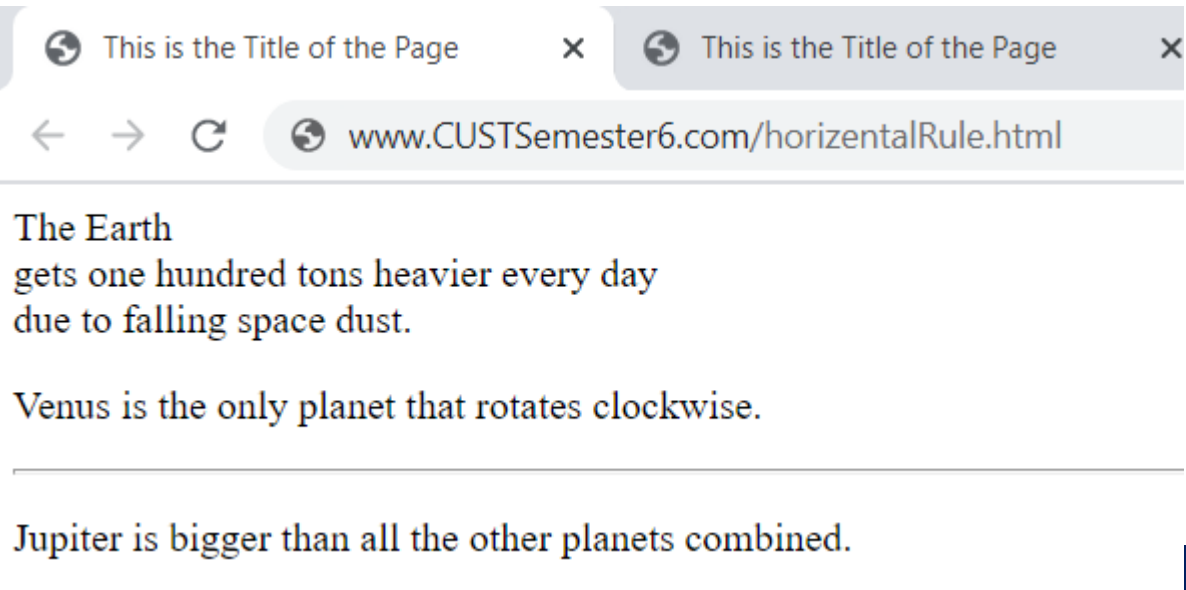 This is the Title of the Page
This is the Title of the Page
www.CUSTSemester6.com/horizentalRule.html
The Earth
gets one hundred tons heavier every day
due to falling space dust.
Venus is the only planet that rotates clockwise.
Jupiter is bigger than all the other planets combined.